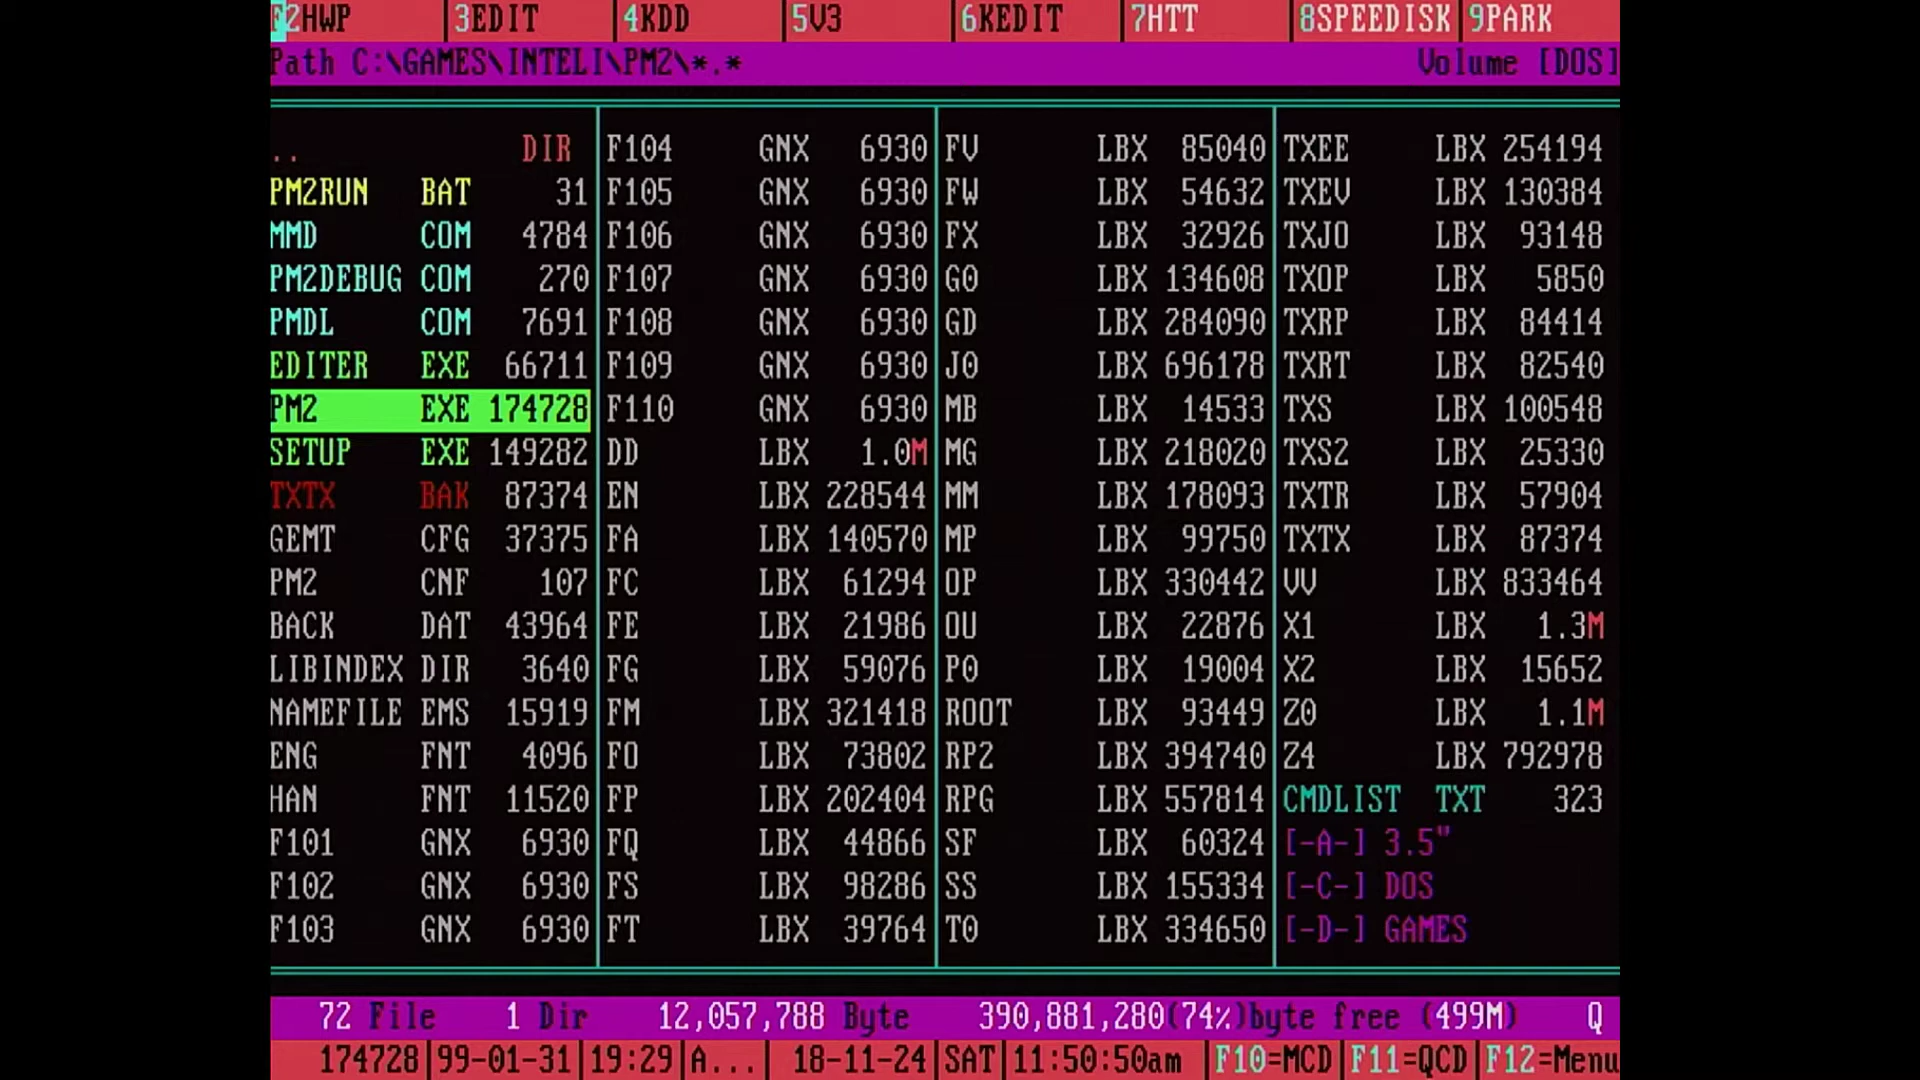 F2HWP 3EDIT 4KDD 5V3 6KEDIT 7HTT 8SPEEDISK 9PARK
Path C:\GAMES\INTELI\PM2\*.* Volume [DOS]
.. DIR F104 GNX 6930 FV LBX 85040 TXEE LBX 254194
PM2RUN BAT 31 F105 GNX 6930 FW LBX 54632 TXEV LBX 130384
MMD COM 4784 F106 GNX 6930 FX LBX 32926 TXJO LBX 93148
PM2DEBUG COM 270 F107 GNX 6930 G0 LBX 134608 TXOP LBX 5850
PMDL COM 7691 F108 GNX 6930 GD LBX 284090 TXRP LBX 84414
EDITER EXE 66711 F109 GNX 6930 J0 LBX 696178 TXRT LBX 82540
PM2 EXE 174728 F110 GNX 6930 MB LBX 14533 TXS LBX 100548
SETUP EXE 149282 DD LBX 1.0M MG LBX 218020 TXS2 LBX 25330
TXTX BAK 87374 EN LBX 228544 MM LBX 178093 TXTR LBX 57904
GEMT CFG 37375 FA LBX 140570 MP LBX 99750 TXTX LBX 87374
PM2 CNF 107 FC LBX 61294 OP LBX 330442 VV LBX 833464
BACK DAT 43964 FE LBX 21986 OU LBX 22876 X1 LBX 1.3M
LIBINDEX DIR 3640 FG LBX 59076 P0 LBX 19004 X2 LBX 15652
NAMEFILE EMS 15919 FM LBX 321418 ROOT LBX 93449 Z0 LBX 1.1M
ENG FNT 4096 FO LBX 73802 RP2 LBX 394740 Z4 LBX 792978
HAN FNT 11520 FP LBX 202404 RPG LBX 557814 CMDLIST TXT 323
F101 GNX 6930 FQ LBX 44866 SF LBX 60324 [-A-] 3.5"
F102 GNX 6930 FS LBX 98286 SS LBX 155334 [-C-] DOS
F103 GNX 6930 FT LBX 39764 T0 LBX 334650 [-D-] GAMES
72 File 1 Dir 12,057,788 Byte 390,881,280(74%)byte free (499M) Q
174728 99-01-31 19:29 A... 18-11-24 SAT 11:50:50am F10=MCD F11=QCD F12=Menu